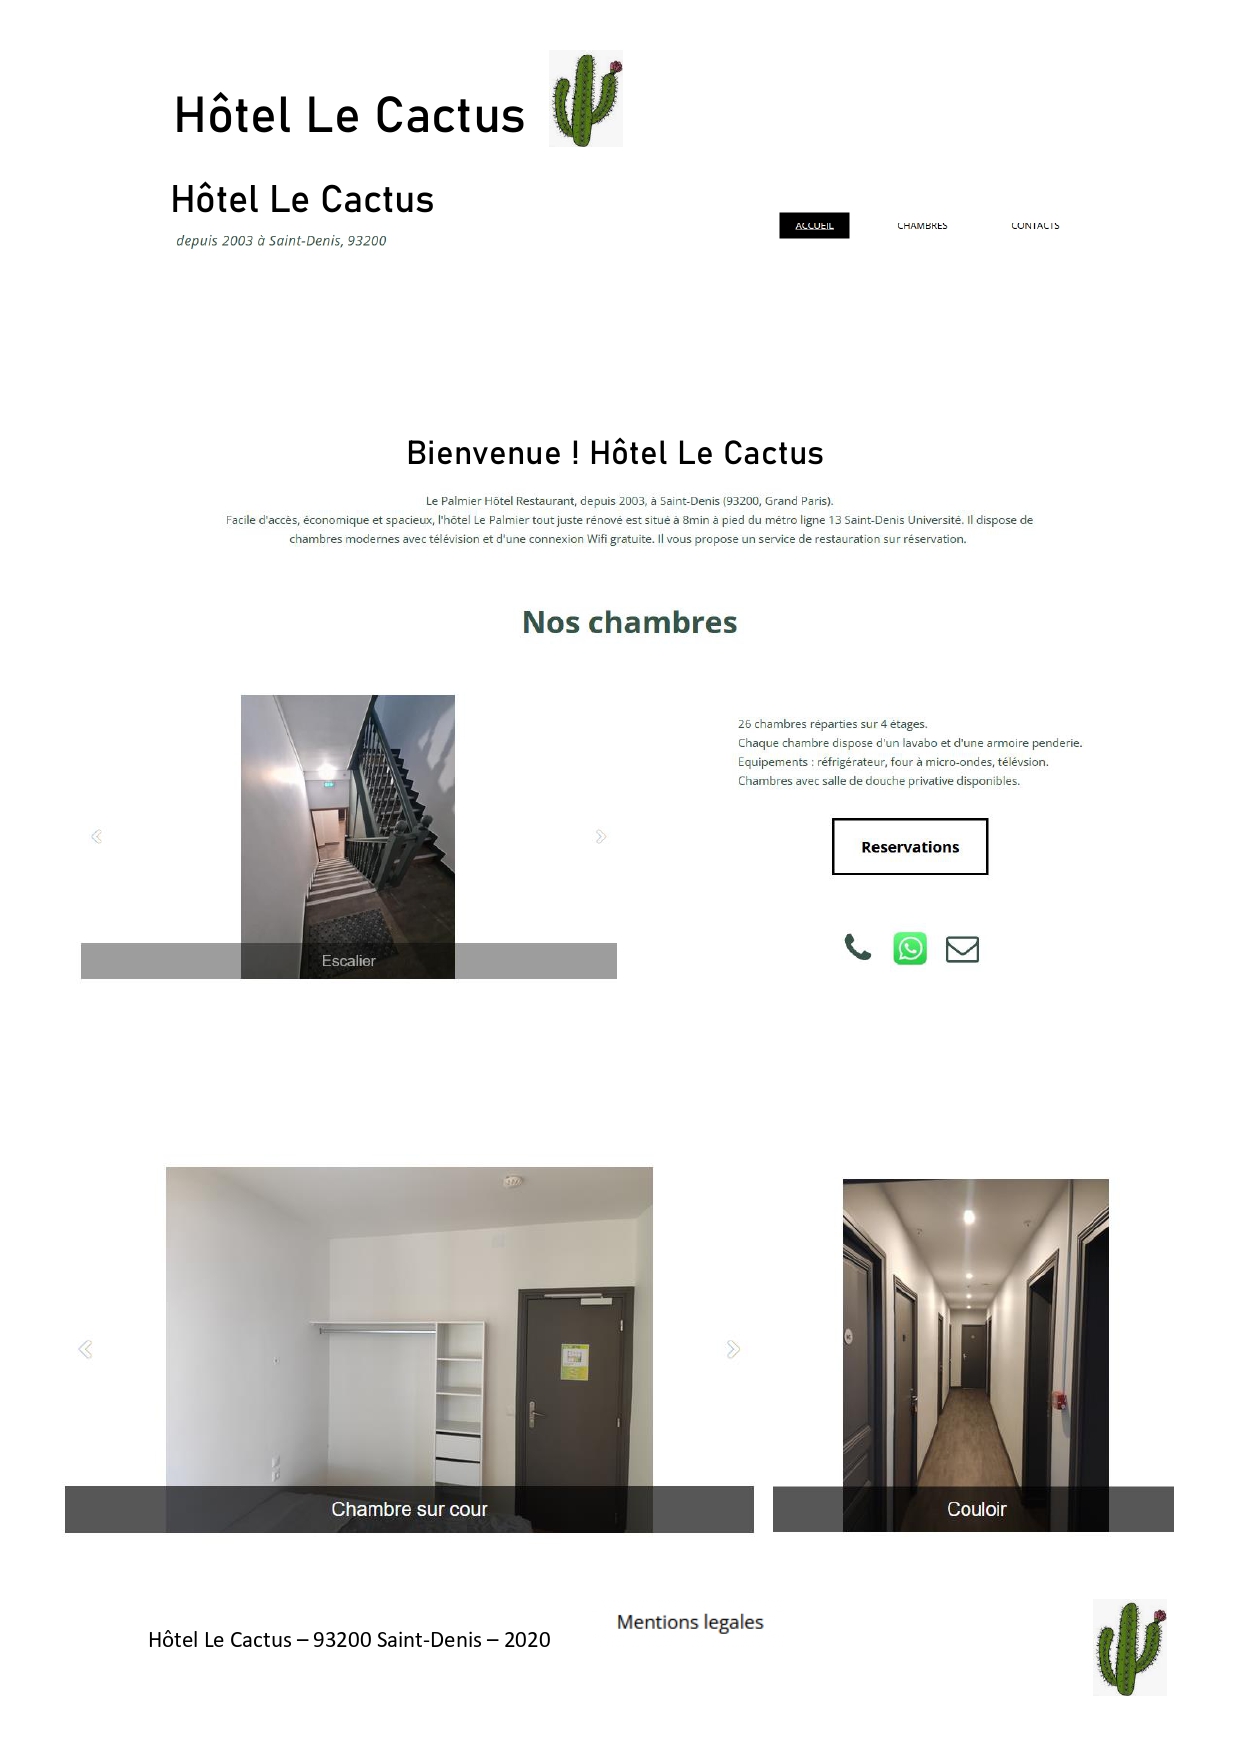 Hôtel Le Cactus
Hôtel Le Cactus
depuis 2003 à Saint-Denis, 93200
ACCUEIL
CHAMBRES
CONTACTS
Bienvenue ! Hôtel Le Cactus
Le Palmier Hôtel Restaurant, depuis 2003, à Saint-Denis (93200, Grand Paris).
Facile d'accès, économique et spacieux, l'hôtel Le Palmier tout juste rénové est situé à 8min à pied du métro ligne 13 Saint-Denis Université. Il dispose de
chambres modernes avec télévision et d'une connexion Wifi gratuite. Il vous propose un service de restauration sur réservation.
Nos chambres
26 chambres réparties sur 4 étages.
Chaque chambre dispose d'un lavabo et d'une armoire penderie.
Equipements : réfrigérateur, four à micro-ondes, télévsion.
Chambres avec salle de douche privative disponibles.
Reservations
Escalier
Chambre sur cour
Couloir
Hôtel Le Cactus – 93200 Saint-Denis – 2020
Mentions legales